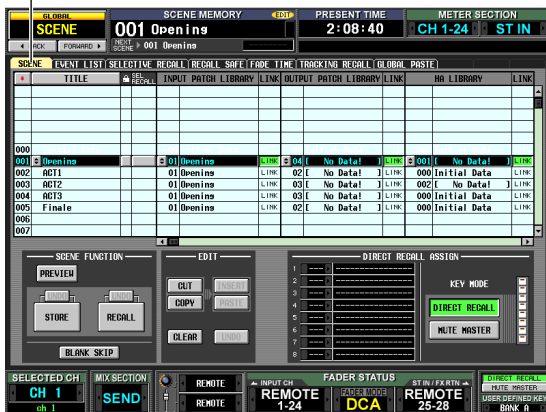 GLOBAL
SCENE
ACK
FORWARD
SCENE MEMORY
EDIT
001 Opening
NEXT SCENE 001 Opening
PRESENT TIME
2:08:40
METER SECTION
CH 1-24
ST IN
SCENE EVENT LIST SELECTIVE RECALL RECALL SAFE FADE TIME TRACKING RECALL GLOBAL PASTE
TITLE SEL RECALL INPUT PATCH LIBRARY LINK OUTPUT PATCH LIBRARY LINK HA LIBRARY LINK
000
001 Opening 01 Opening LINK 04 [ No Data! ] LINK 001 [ No Data! ] LINK
002 ACT1 01 Opening LINK 02 [ No Data! ] LINK 000 Initial Data LINK
003 ACT2 01 Opening LINK 02 [ No Data! ] LINK 002 [ No Data! ] LINK
004 ACT3 01 Opening LINK 02 [ No Data! ] LINK 000 Initial Data LINK
005 Finale 01 Opening LINK 02 [ No Data! ] LINK 000 Initial Data LINK
006
007
SCENE FUNCTION
PREVIEW
UNDO UNDO
STORE RECALL
BLANK SKIP
EDIT
CUT INSERT
COPY PASTE
CLEAR UNDO
DIRECT RECALL ASSIGN
1 ---
2 ---
3 ---
4 ---
5 ---
6 ---
7 ---
8 ---
KEY MODE
DIRECT RECALL
MUTE MASTER
SELECTED CH
CH 1
ch 1
MIX SECTION
SEND
REMOTE
REMOTE
FADER STATUS
INPUT CH
REMOTE
1-24
FADER MODE
DCA
ST IN / FX RTN
REMOTE
25-28
DIRECT RECALL
MUTE MASTER
USER DEFINED KEY
BANK A